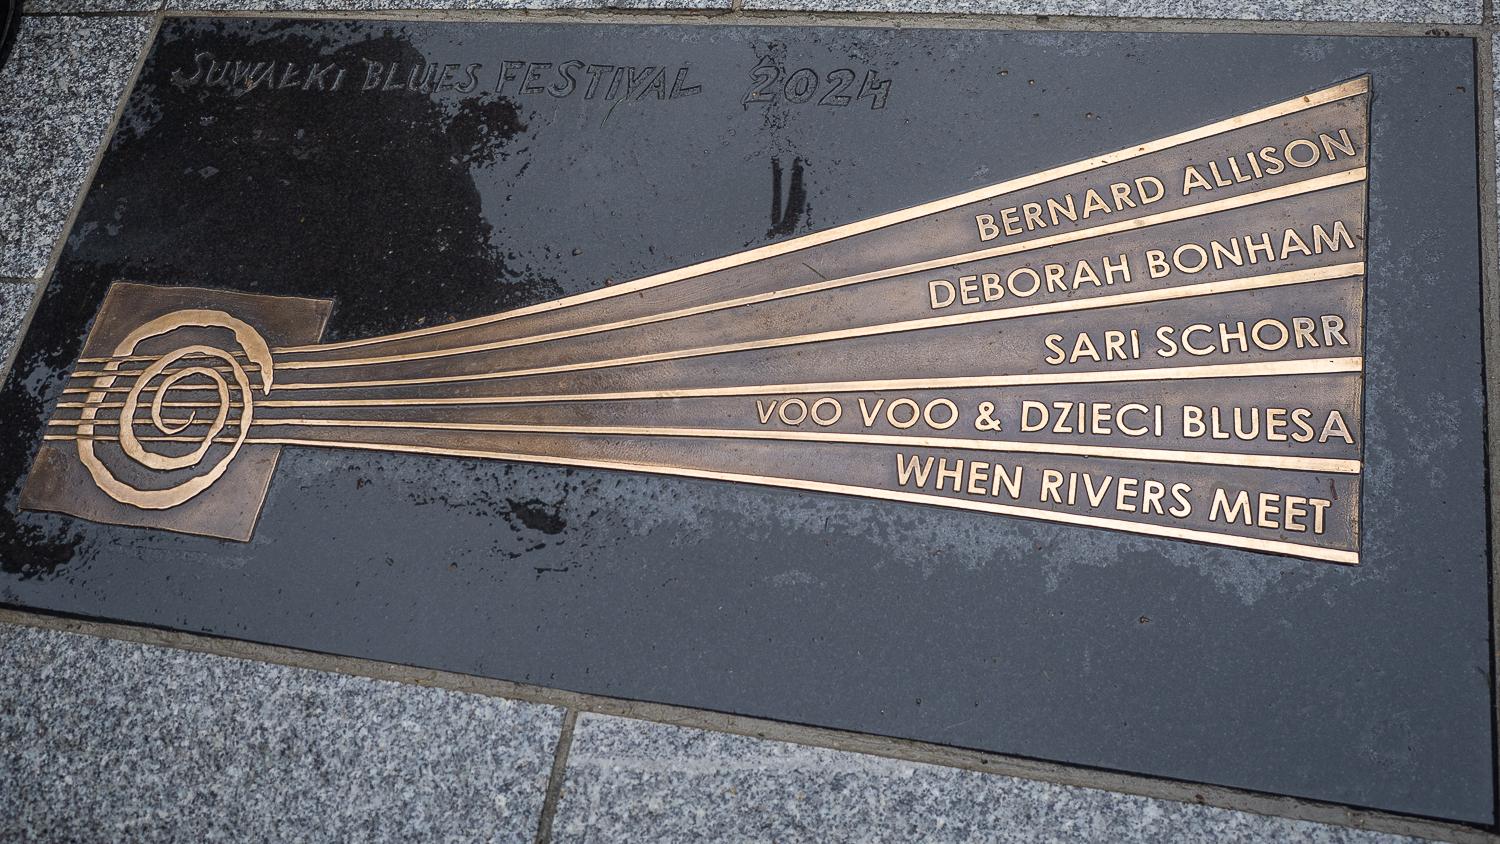 SUWAŁKI BLUES FESTIVAL 2024
BERNARD ALLISON
DEBORAH BONHAM
SARI SCHORR
VOO VOO & DZIECI BLUESA
WHEN RIVERS MEET